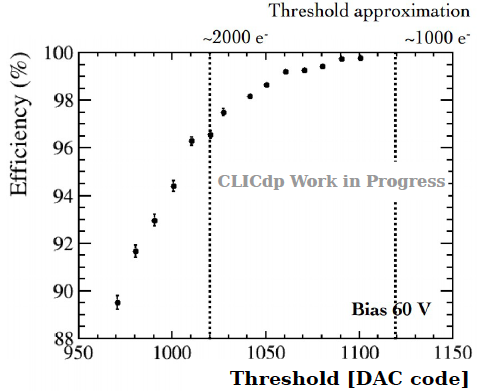 Threshold approximation
~2000 e-
~1000 e-
100
98
96
94
92
90
88
Efficiency (%)
CLICdp Work in Progress
Bias 60 V
950
1000
1050
1100
1150
Threshold [DAC code]